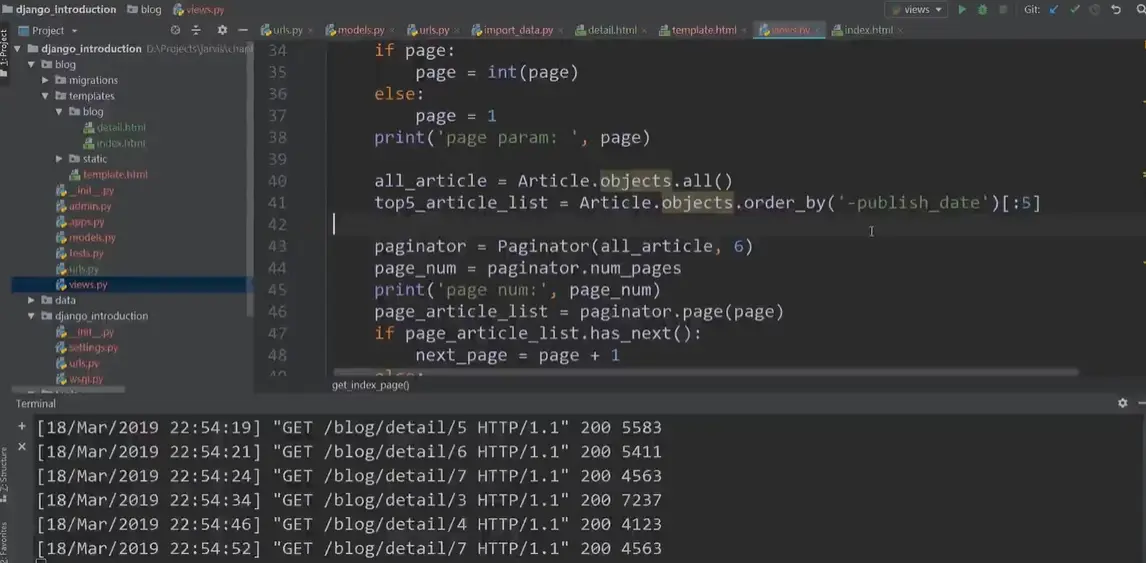 django_introduction blog views.py
views Git:
Project
urls.py models.py urls.py import_data.py detail.html template.html views.py index.html
1: Project
django_introduction D:\Projects\Jarvis\chan
blog
migrations
templates
blog
detail.html
index.html
static
template.html
__init__.py
admin.py
apps.py
models.py
tests.py
urls.py
views.py
data
django_introduction
__init__.py
settings.py
urls.py
wsgi.py
34 if page:
35 page = int(page)
36 else:
37 page = 1
38 print('page param: ', page)
39
40 all_article = Article.objects.all()
41 top5_article_list = Article.objects.order_by('-publish_date')[:5]
42
43 paginator = Paginator(all_article, 6)
44 page_num = paginator.num_pages
45 print('page num:', page_num)
46 page_article_list = paginator.page(page)
47 if page_article_list.has_next():
48 next_page = page + 1
49 else:
get_index_page()
Terminal
[18/Mar/2019 22:54:19] "GET /blog/detail/5 HTTP/1.1" 200 5583
[18/Mar/2019 22:54:21] "GET /blog/detail/6 HTTP/1.1" 200 5411
[18/Mar/2019 22:54:24] "GET /blog/detail/7 HTTP/1.1" 200 4563
[18/Mar/2019 22:54:34] "GET /blog/detail/3 HTTP/1.1" 200 7237
[18/Mar/2019 22:54:46] "GET /blog/detail/4 HTTP/1.1" 200 4123
[18/Mar/2019 22:54:52] "GET /blog/detail/7 HTTP/1.1" 200 4563
Z: Structure
2: Favorites